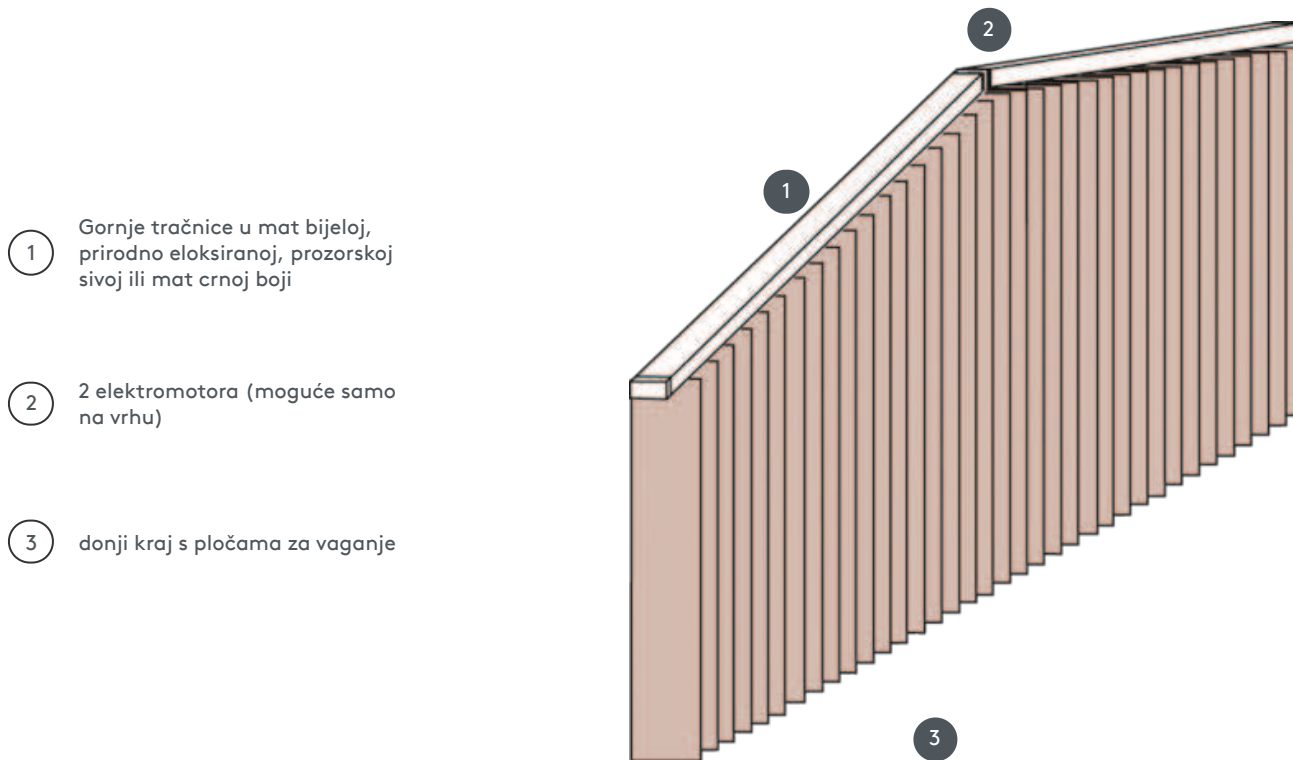 1
Gornje tračnice u mat bijeloj,
prirodno eloksiranoj, prozorskoj
sivoj ili mat crnoj boji
2
2 elektromotora (moguće samo
na vrhu)
3
donji kraj s pločama za vaganje
2
1
3